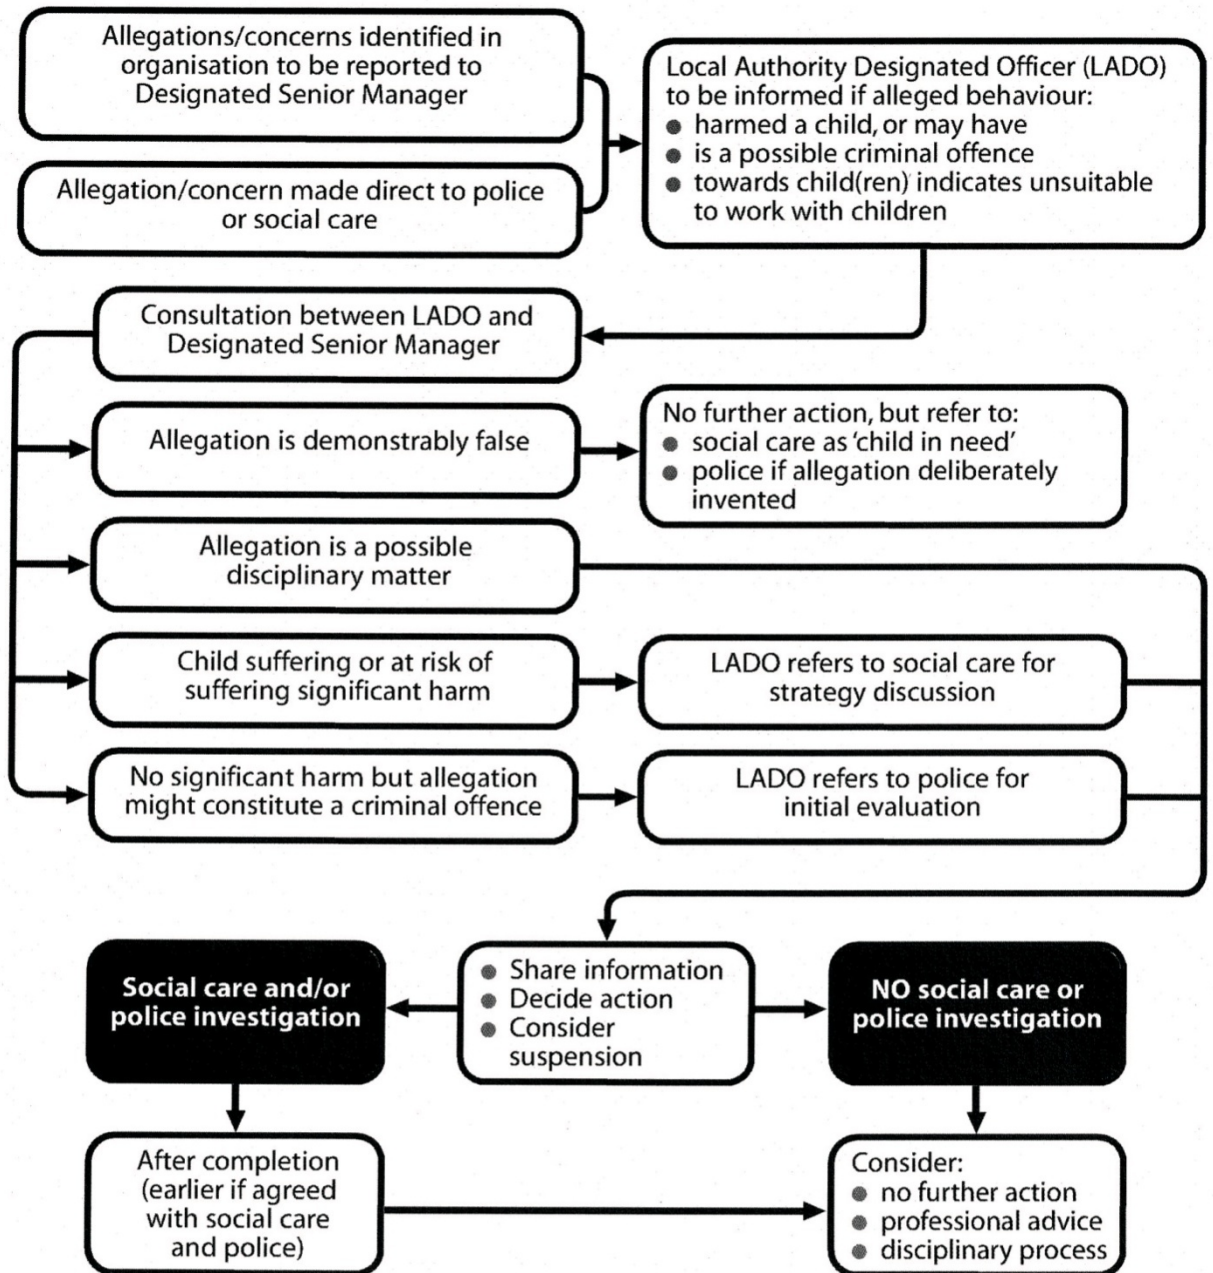 Allegations/concerns identified in
organisation to be reported to
Designated Senior Manager
Allegation/concern made direct to police
or social care
Local Authority Designated Officer (LADO)
to be informed if alleged behaviour:
● harmed a child, or may have
● is a possible criminal offence
● towards child(ren) indicates unsuitable
to work with children
Consultation between LADO and
Designated Senior Manager
Allegation is demonstrably false
No further action, but refer to:
● social care as ‘child in need’
● police if allegation deliberately
invented
Allegation is a possible
disciplinary matter
Child suffering or at risk of
suffering significant harm
LADO refers to social care for
strategy discussion
No significant harm but allegation
might constitute a criminal offence
LADO refers to police for
initial evaluation
Social care and/or
police investigation
● Share information
● Decide action
● Consider
suspension
NO social care or
police investigation
After completion
(earlier if agreed
with social care
and police)
Consider:
● no further action
● professional advice
● disciplinary process